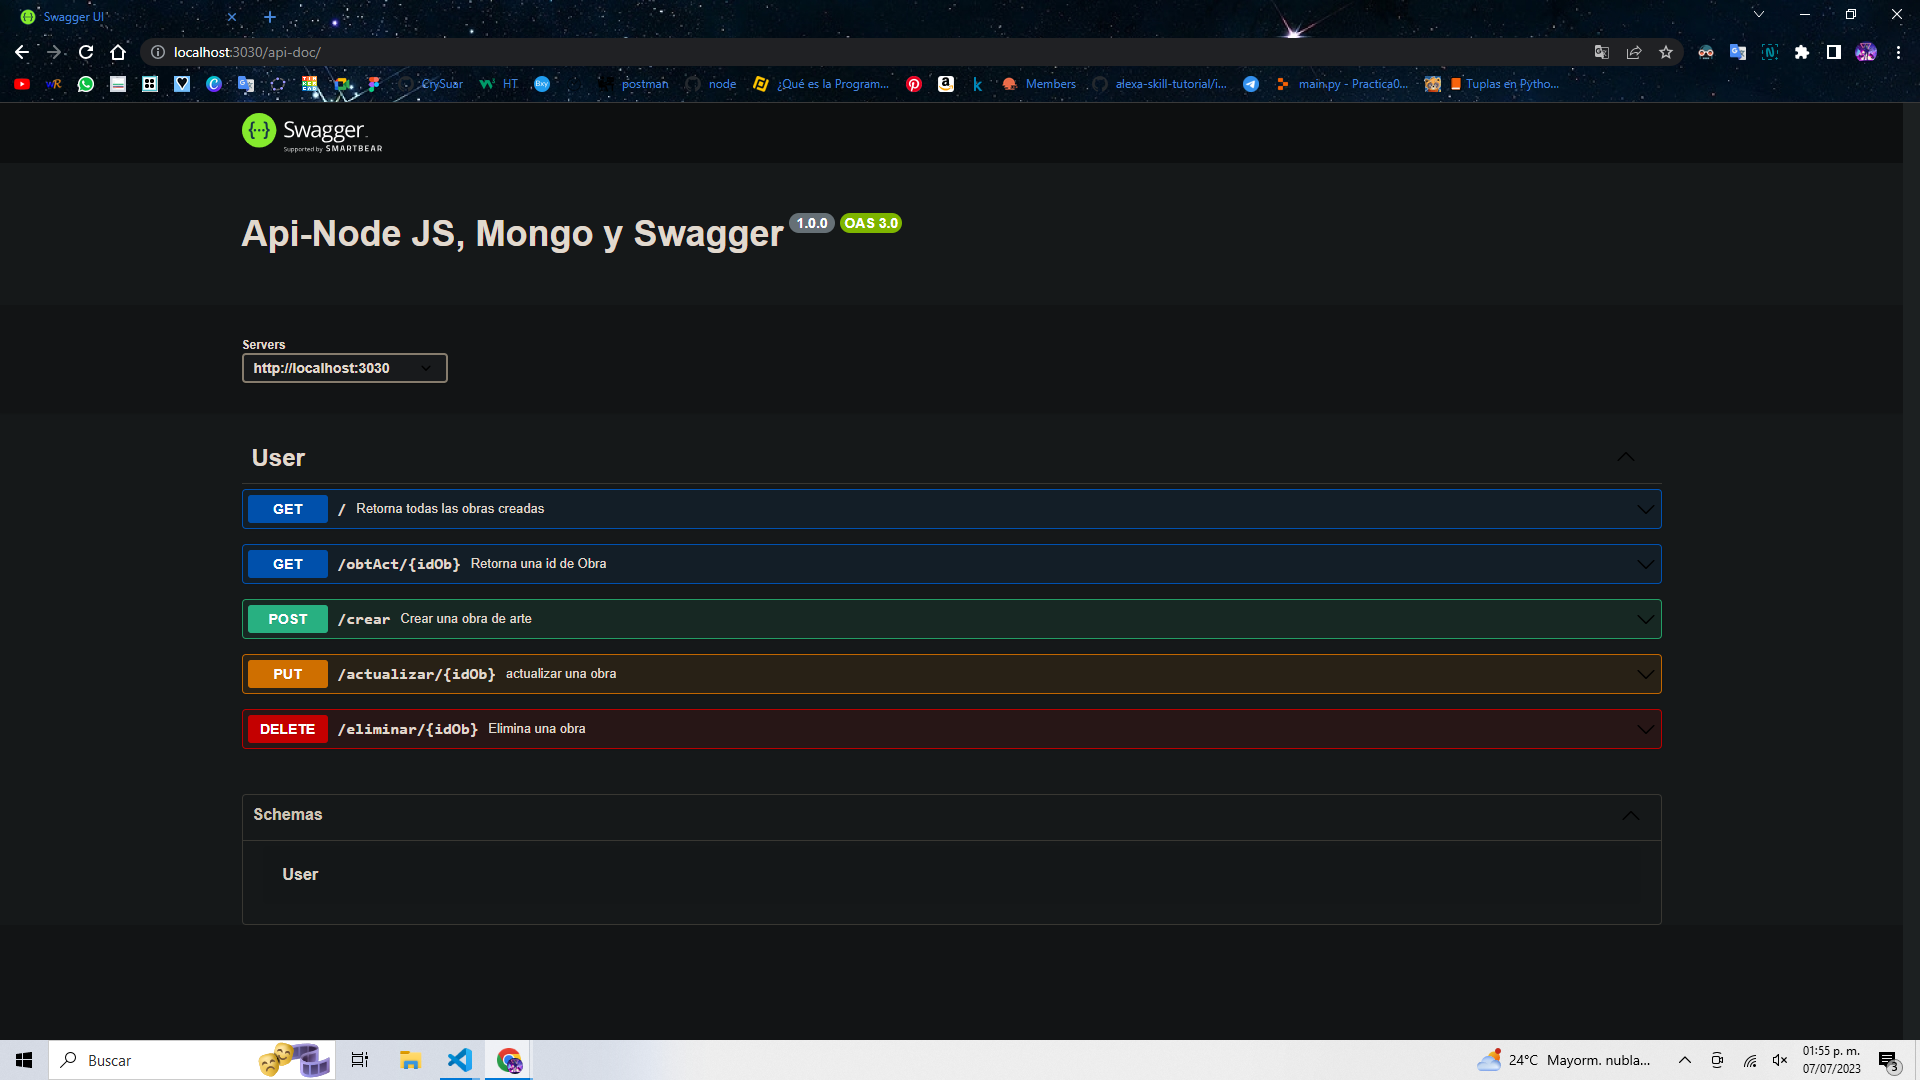 Swagger UI
localhost:3030/api-doc/
CrySuar
HT
Bxy
postman
node
¿Qué es la Program...
Members
alexa-skill-tutorial/i...
main.py - Practica0...
Tuplas en Pytho...
Swagger
Supported by SMARTBEAR
Api-Node JS, Mongo y Swagger 1.0.0 OAS 3.0
Servers
http://localhost:3030
User
GET / Retorna todas las obras creadas
GET /obtAct/{idOb} Retorna una id de Obra
POST /crear Crear una obra de arte
PUT /actualizar/{idOb} actualizar una obra
DELETE /eliminar/{idOb} Elimina una obra
Schemas
User
Buscar
24°C Mayorm. nubla...
01:55 p. m.
07/07/2023
3